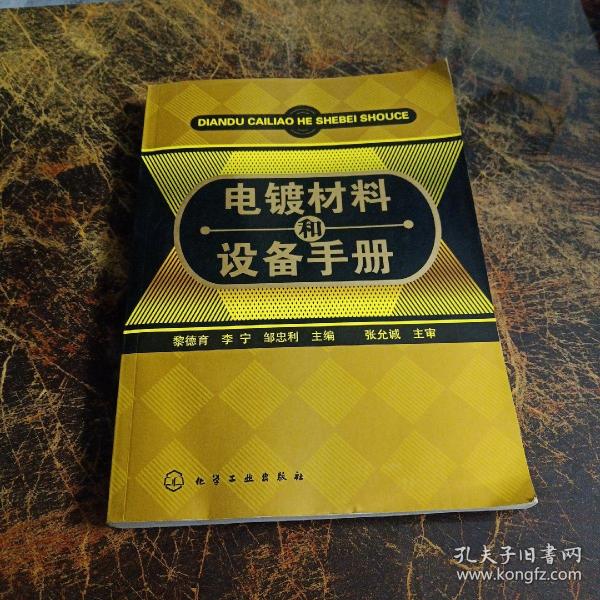 DIANDU CAILIAO HE SHEBEI SHOUCE
电镀材料
和
设备手册
黎德育 李宁 邹忠利 主编 张允诚 主审
化学工业出版社
孔夫子旧书网
www.kongfz.com